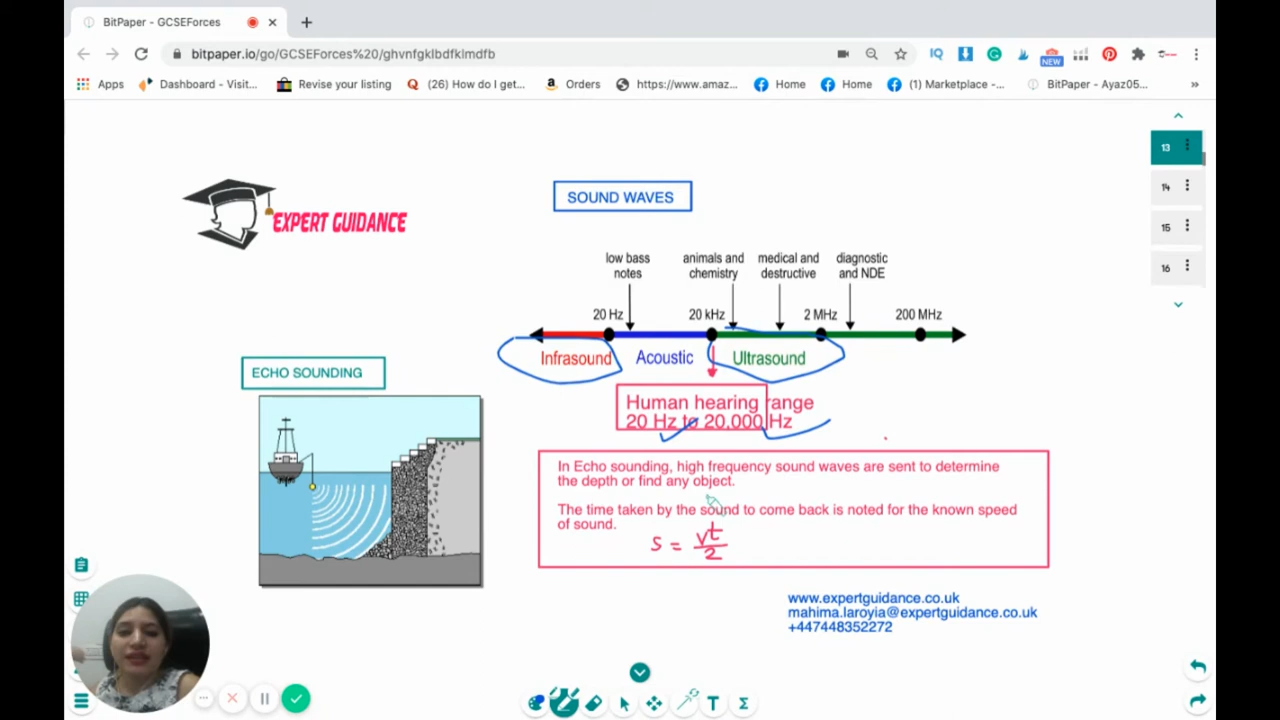 BitPaper - GCSEForces
bitpaper.io/go/GCSEForces%20/ghvnfgklbdfklmdfb
IQ
NEW
Apps
Dashboard - Visit...
Revise your listing
(26) How do I get...
Orders
https://www.amaz...
Home
Home
(1) Marketplace -...
BitPaper - Ayaz05...
»
13
14
15
16
EXPERT GUIDANCE
SOUND WAVES
low bass notes
animals and chemistry
medical and destructive
diagnostic and NDE
20 Hz
20 kHz
2 MHz
200 MHz
Infrasound
Acoustic
Ultrasound
Human hearing range
20 Hz to 20,000 Hz
ECHO SOUNDING
In Echo sounding, high frequency sound waves are sent to determine
the depth or find any object.
The time taken by the sound to come back is noted for the known speed
of sound.
s = vt/2
www.expertguidance.co.uk
mahima.laroyia@expertguidance.co.uk
+447448352272
T
Σ